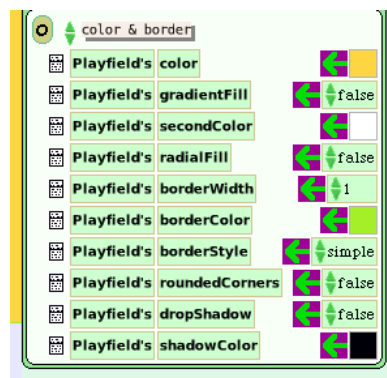 color & border
Playfield's color
Playfield's gradientFill false
Playfield's secondColor
Playfield's radialFill false
Playfield's borderWidth 1
Playfield's borderColor
Playfield's borderStyle simple
Playfield's roundedCorners false
Playfield's dropShadow false
Playfield's shadowColor